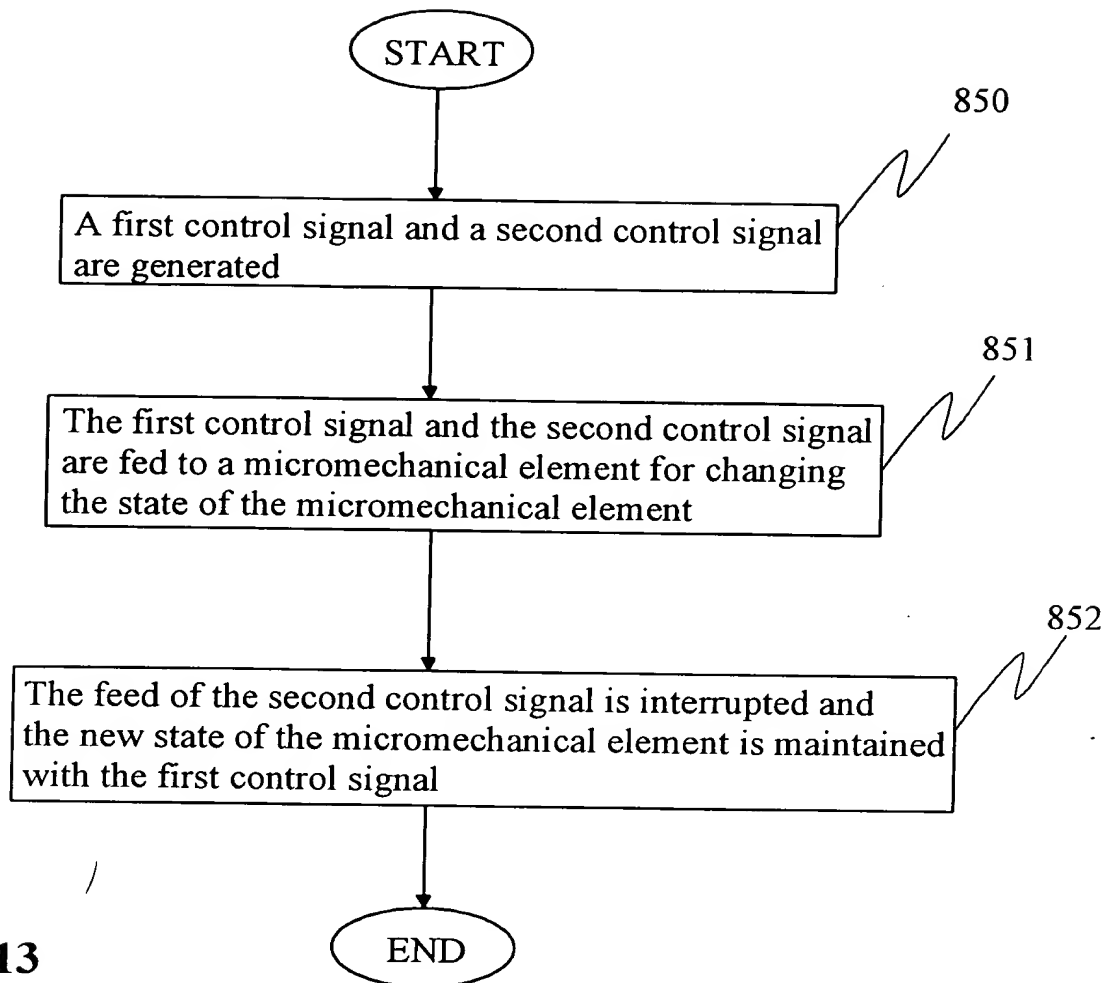 START
850
A first control signal and a second control signal
are generated
851
The first control signal and the second control signal
are fed to a micromechanical element for changing
the state of the micromechanical element
852
The feed of the second control signal is interrupted and
the new state of the micromechanical element is maintained
with the first control signal
END
13